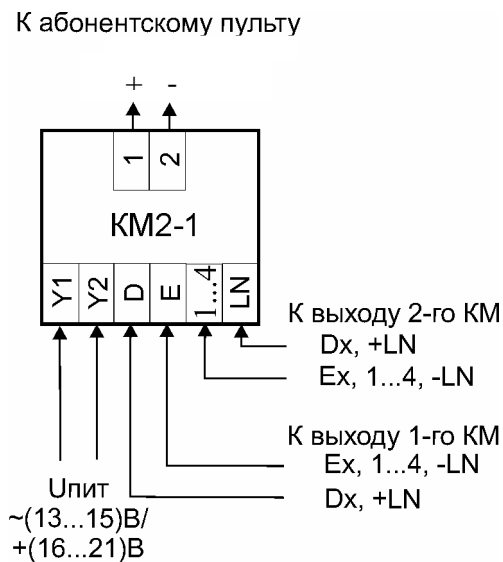 К абонентскому пульту
+ -
1 2
КМ2-1
Y1 Y2 D E 1...4 LN
К выходу 2-го КМ
Dx, +LN
Ex, 1...4, -LN
К выходу 1-го КМ
Ex, 1...4, -LN
Dx, +LN
Uпит
~(13...15)В/
+(16...21)В